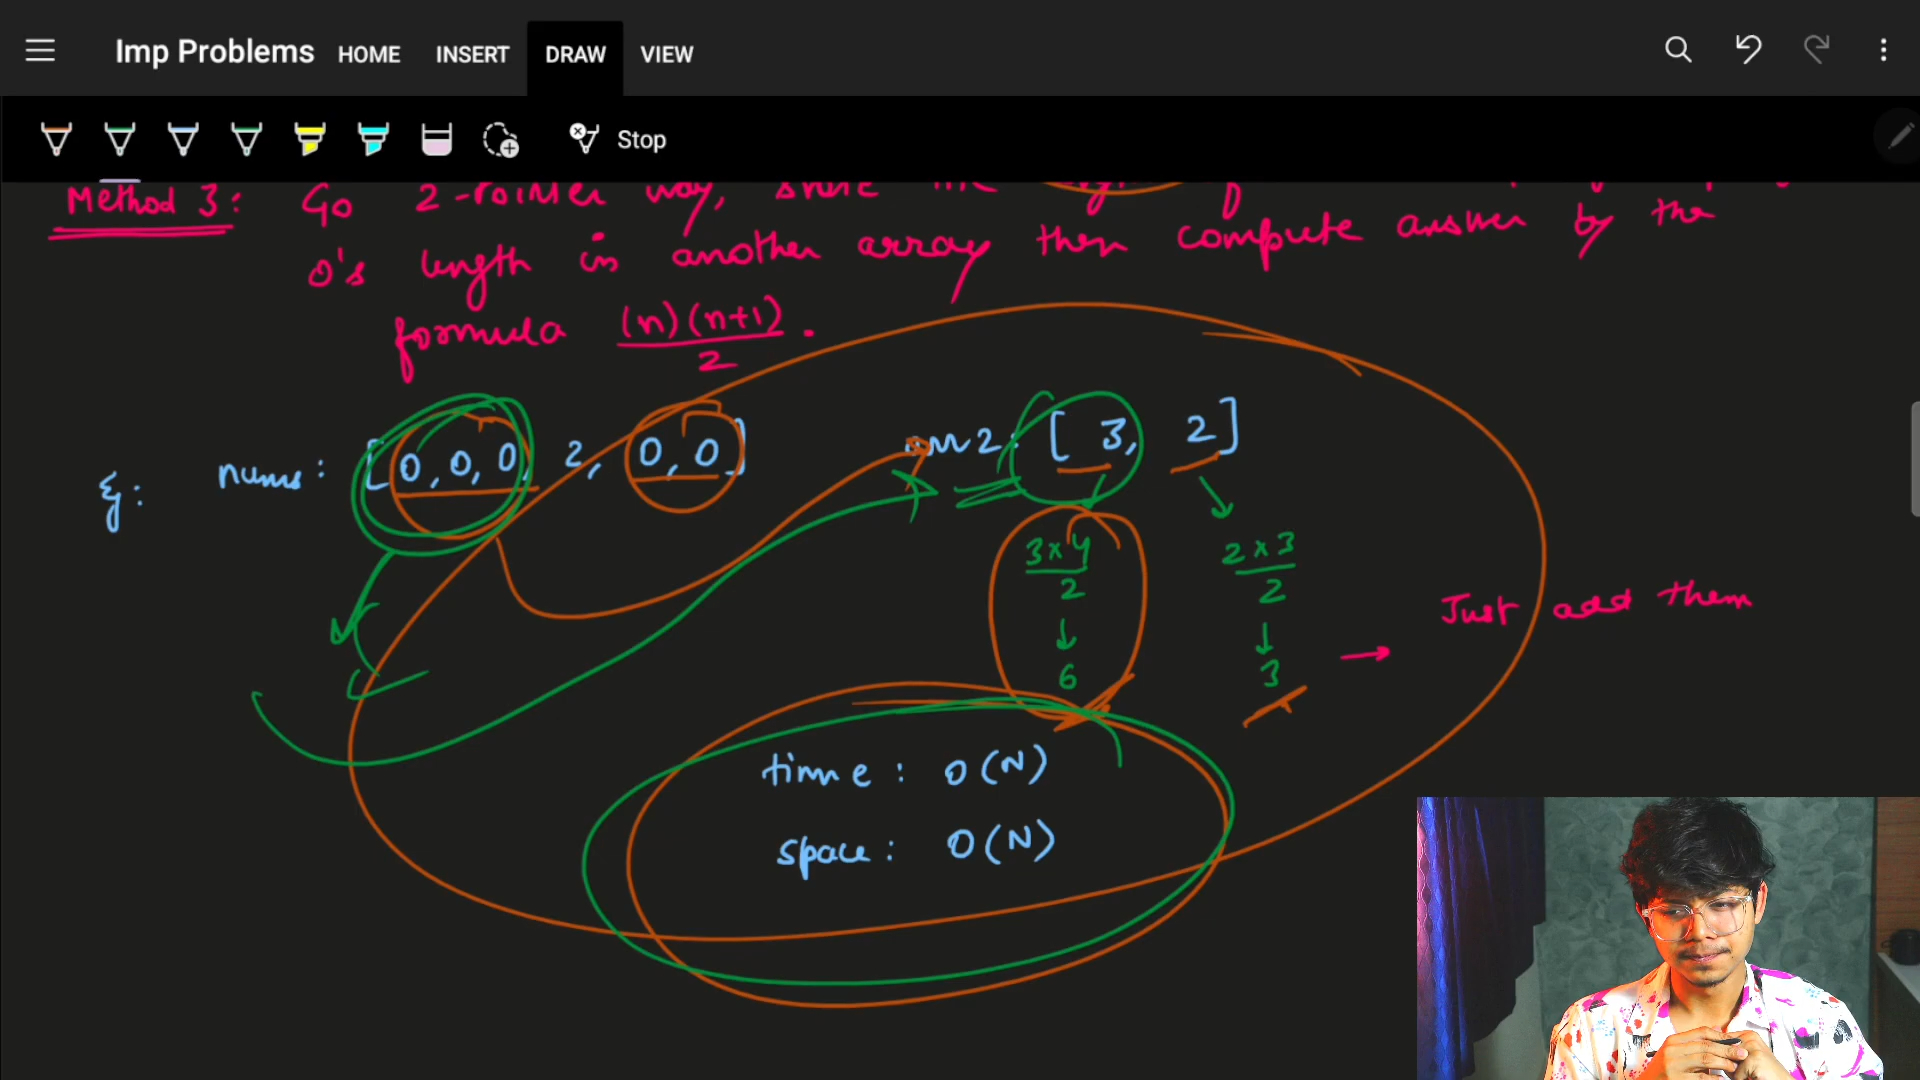 Imp Problems HOME INSERT DRAW VIEW
Stop
Method 3: Go 2-Pointer way, store the
0's length in another array then compute answer by the
formula (n)(n+1)/2 .
Eg: nums: [0,0,0, 2, 0,0] arr2: [3, 2]
3x4/2 2x3/2
↓ ↓
6 3 → Just add them
time: O(N)
space: O(N)